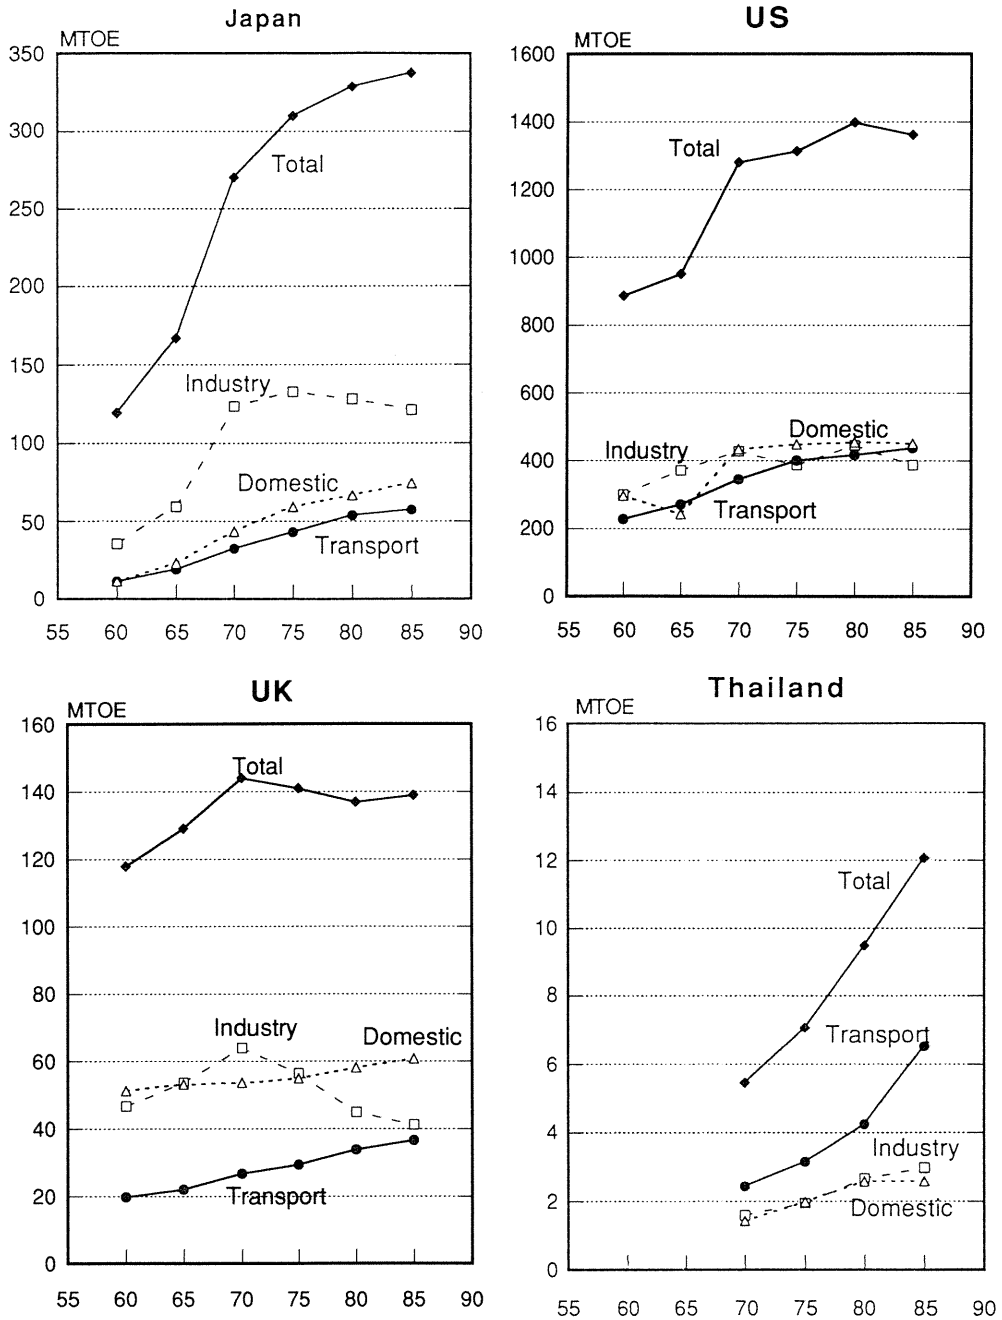 Japan
MTOE
350
300
250
200
150
100
50
0
Total
Industry
Domestic
Transport
55 60 65 70 75 80 85 90
US
MTOE
1600
1400
1200
1000
800
600
400
200
0
Total
Domestic
Industry
Transport
55 60 65 70 75 80 85 90
UK
MTOE
160
140
120
100
80
60
40
20
0
Total
Industry
Domestic
Transport
55 60 65 70 75 80 85 90
Thailand
MTOE
16
14
12
10
8
6
4
2
0
Total
Transport
Industry
Domestic
55 60 65 70 75 80 85 90